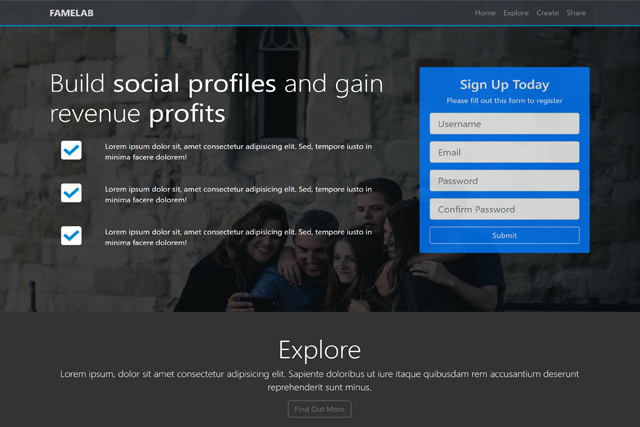 FAMELAB
Home Explore Create Share
Build social profiles and gain
revenue profits
Lorem ipsum dolor sit, amet consectetur adipisicing elit. Sed, tempore iusto in
minima facere dolorem!
Lorem ipsum dolor sit, amet consectetur adipisicing elit. Sed, tempore iusto in
minima facere dolorem!
Lorem ipsum dolor sit, amet consectetur adipisicing elit. Sed, tempore iusto in
minima facere dolorem!
Sign Up Today
Please fill out this form to register
Username
Email
Password
Confirm Password
Submit
Explore
Lorem ipsum, dolor sit amet consectetur adipisicing elit. Sapiente doloribus ut iure itaque quibusdam rem accusantium deserunt
reprehenderit sunt minus.
Find Out More